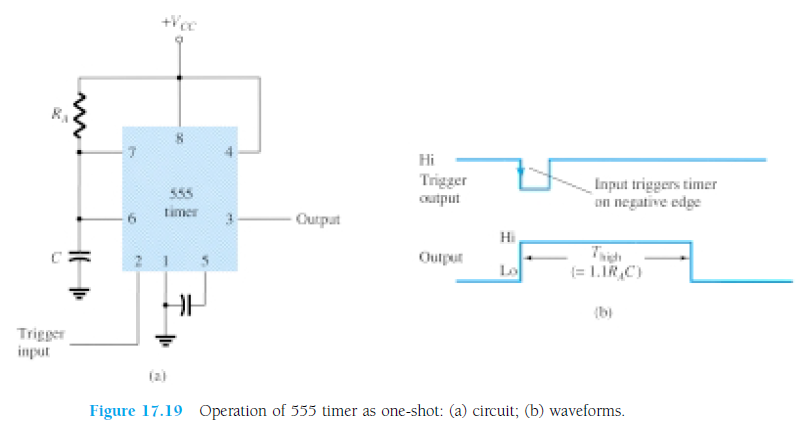 +V_CC
R_A
8
7
4
555
timer
6
3
Output
C
2 1 5
Trigger
input
(a)
Hi
Trigger
output
Input triggers timer
on negative edge
Hi
Output
Lo
T_high
(= 1.1R_AC)
(b)
Figure 17.19 Operation of 555 timer as one-shot: (a) circuit; (b) waveforms.